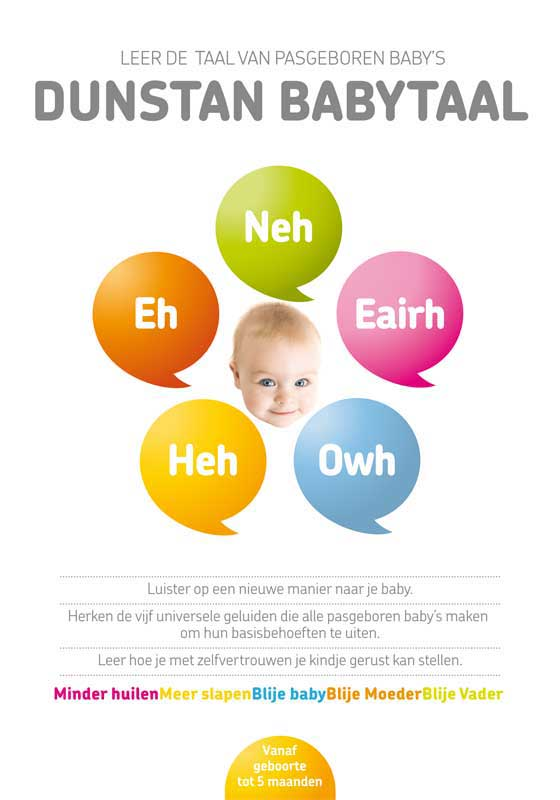 LEER DE TAAL VAN PASGEBOREN BABY'S
DUNSTAN BABYTAAL
Neh
Eh
Eairh
Heh
Owh
Luister op een nieuwe manier naar je baby.
Herken de vijf universele geluiden die alle pasgeboren baby's maken
om hun basisbehoeften te uiten.
Leer hoe je met zelfvertrouwen je kindje gerust kan stellen.
Minder huilenMeer slapenBlije babyBlije MoederBlije Vader
Vanaf
geboorte
tot 5 maanden